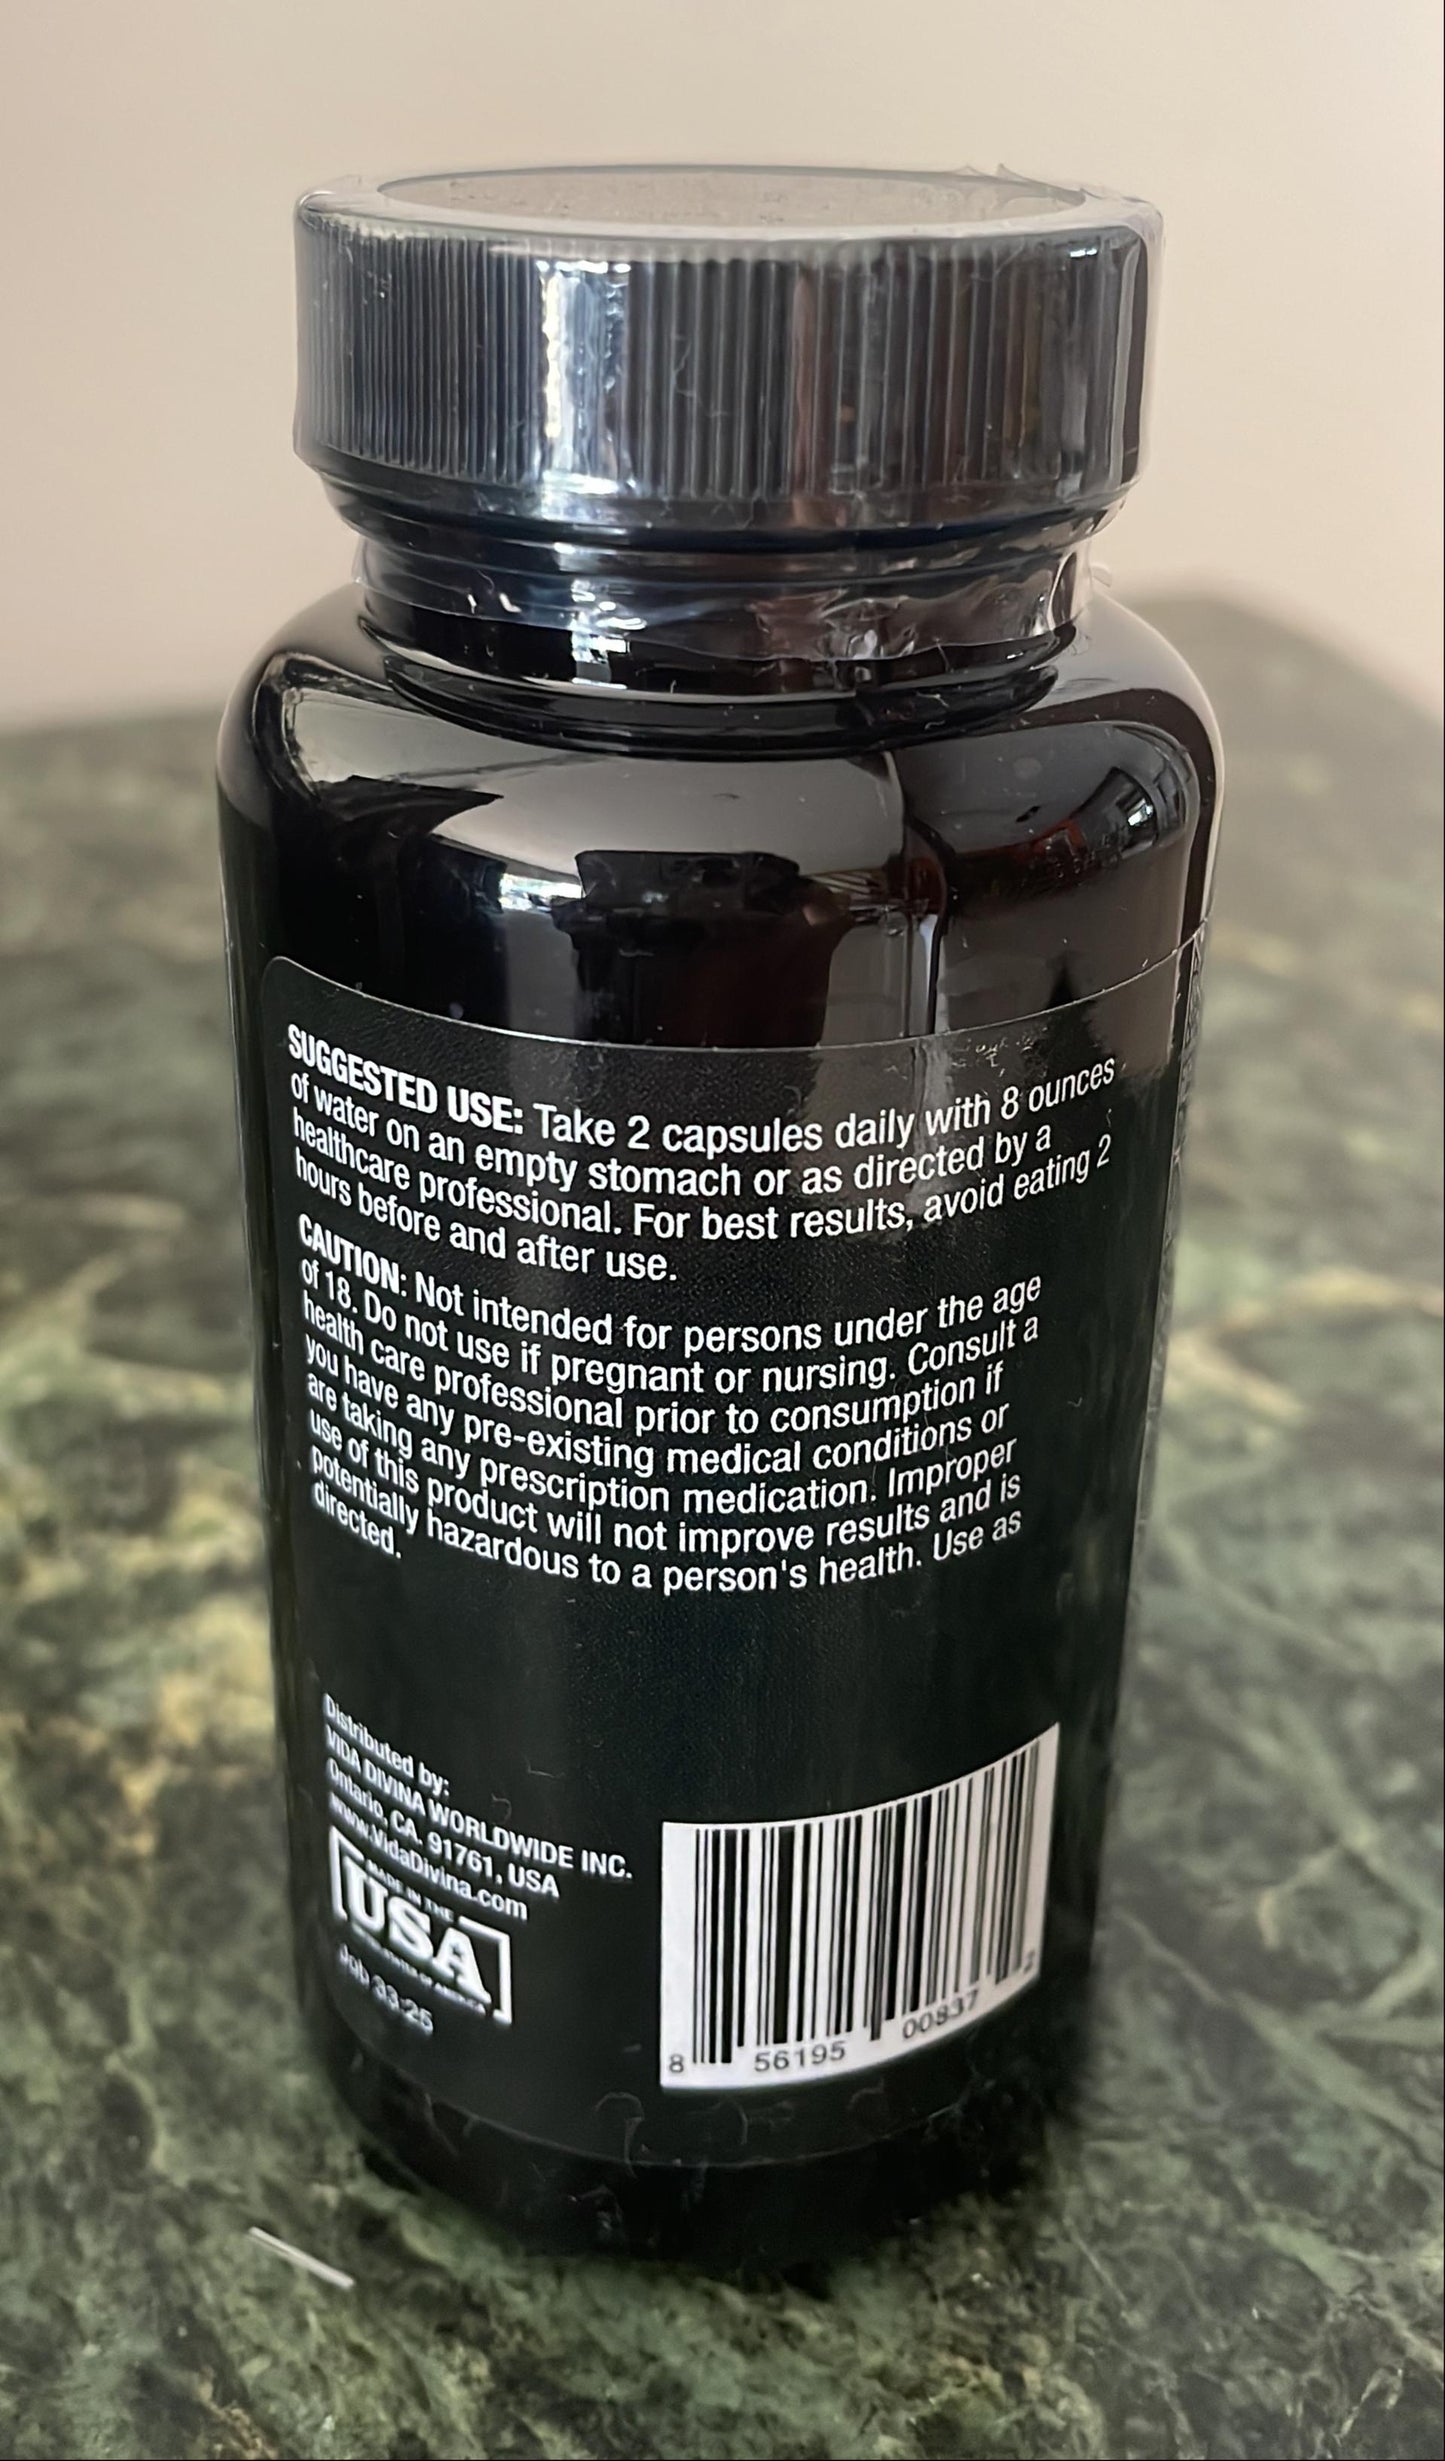 SUGGESTED USE: Take 2 capsules daily with 8 ounces
of water on an empty stomach or as directed by a
healthcare professional. For best results, avoid eating 2
hours before and after use.
CAUTION: Not intended for persons under the age
of 18. Do not use if pregnant or nursing. Consult a
health care professional prior to consumption if
you have any pre-existing medical conditions or
are taking any prescription medication. Improper
use of this product will not improve results and is
potentially hazardous to a person's health. Use as
directed.
Distributed by:
VIDA DIVINA WORLDWIDE INC.
Ontario, CA. 91761, USA
www.VidaDivina.com
MADE IN THE
USA
Job 33-25
8 56195 00837 2